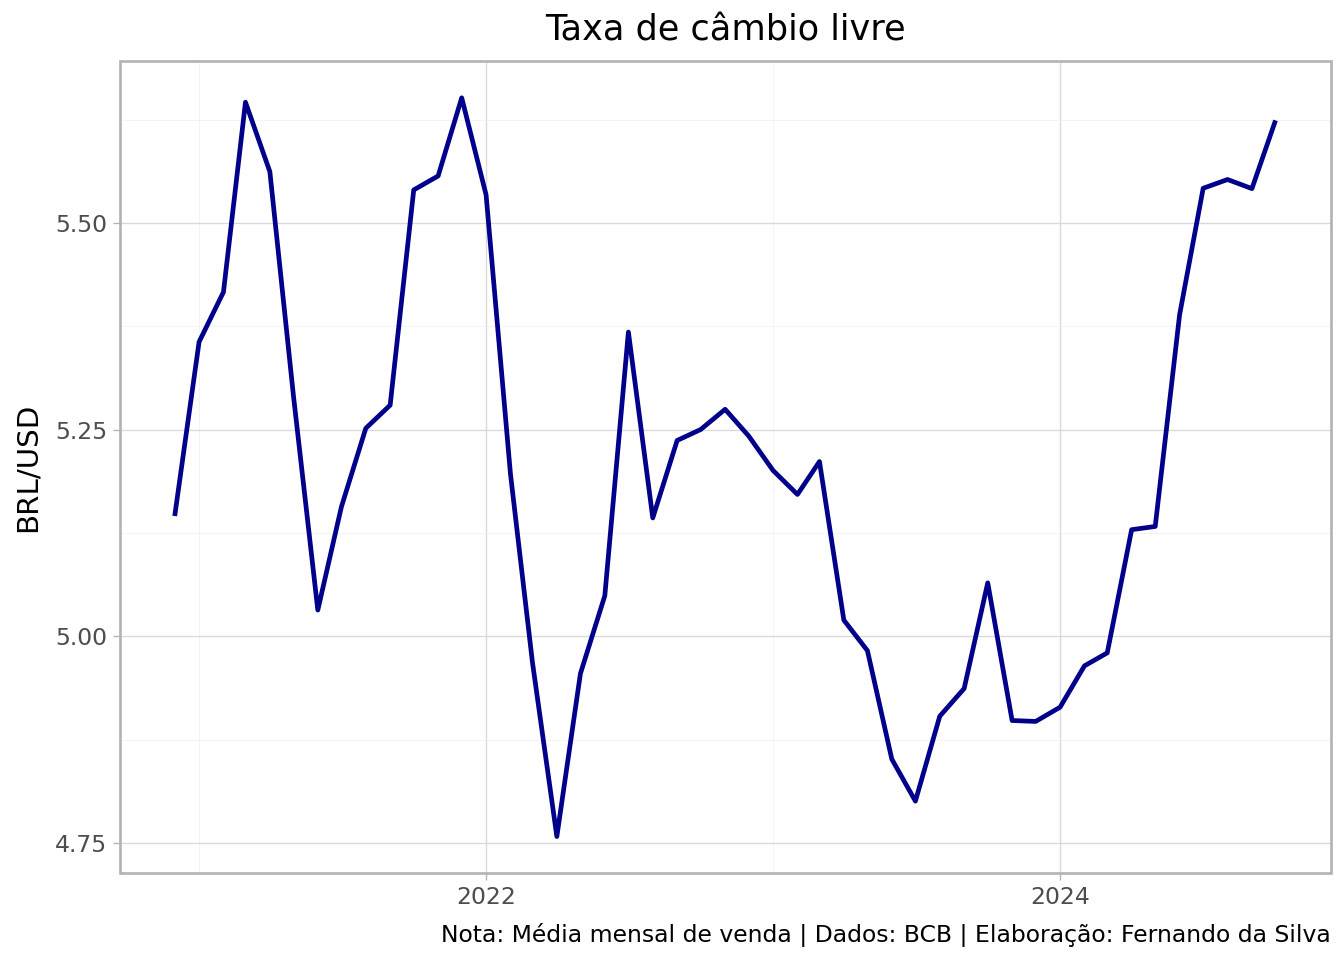 Taxa de câmbio livre
BRL/USD
5.50
5.25
5.00
4.75
2022
2024
Nota: Média mensal de venda | Dados: BCB | Elaboração: Fernando da Silva